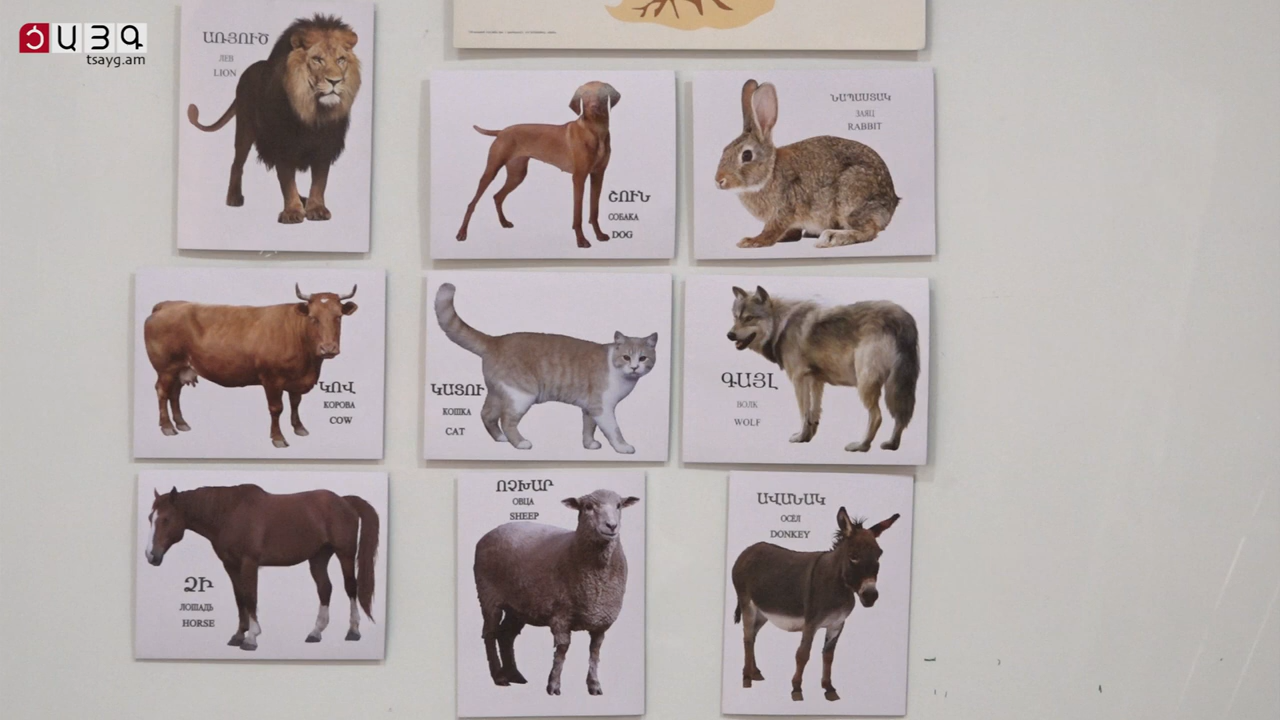 ԾԱՅԳ
tsayg.am
ԱՌՅՈՒԾ
ЛЕВ
LION
ՇՈՒՆ
СОБАКА
DOG
ՆԱՊԱՍՏԱԿ
ЗАЯЦ
RABBIT
ԿՈՎ
КОРОВА
COW
ԿԱՏՈՒ
КОШКА
CAT
ԳԱՅԼ
ВОЛК
WOLF
ՁԻ
ЛОШАДЬ
HORSE
ՈՉԽԱՐ
ОВЦА
SHEEP
ԱՎԱՆԱԿ
ОСЕЛ
DONKEY